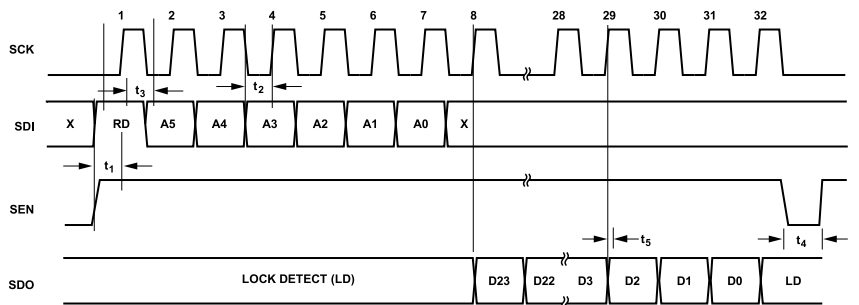 1 2 3 4 5 6 7 8 28 29 30 31 32
SCK
t3 t2
SDI X RD A5 A4 A3 A2 A1 A0 X
t1
SEN
t5 t4
SDO LOCK DETECT (LD) D23 D22 D3 D2 D1 D0 LD